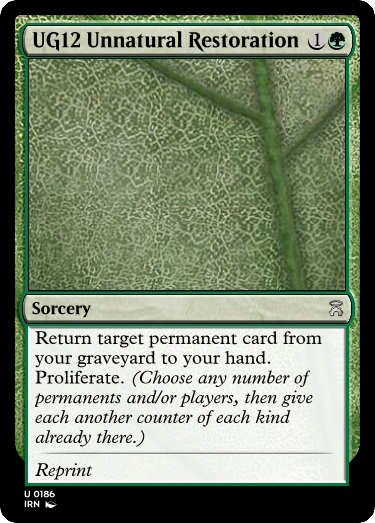 UG12 Unnatural Restoration 1
Sorcery
Return target permanent card from
your graveyard to your hand.
Proliferate. (Choose any number of
permanents and/or players, then give
each another counter of each kind
already there.)
Reprint
U 0186
IRN